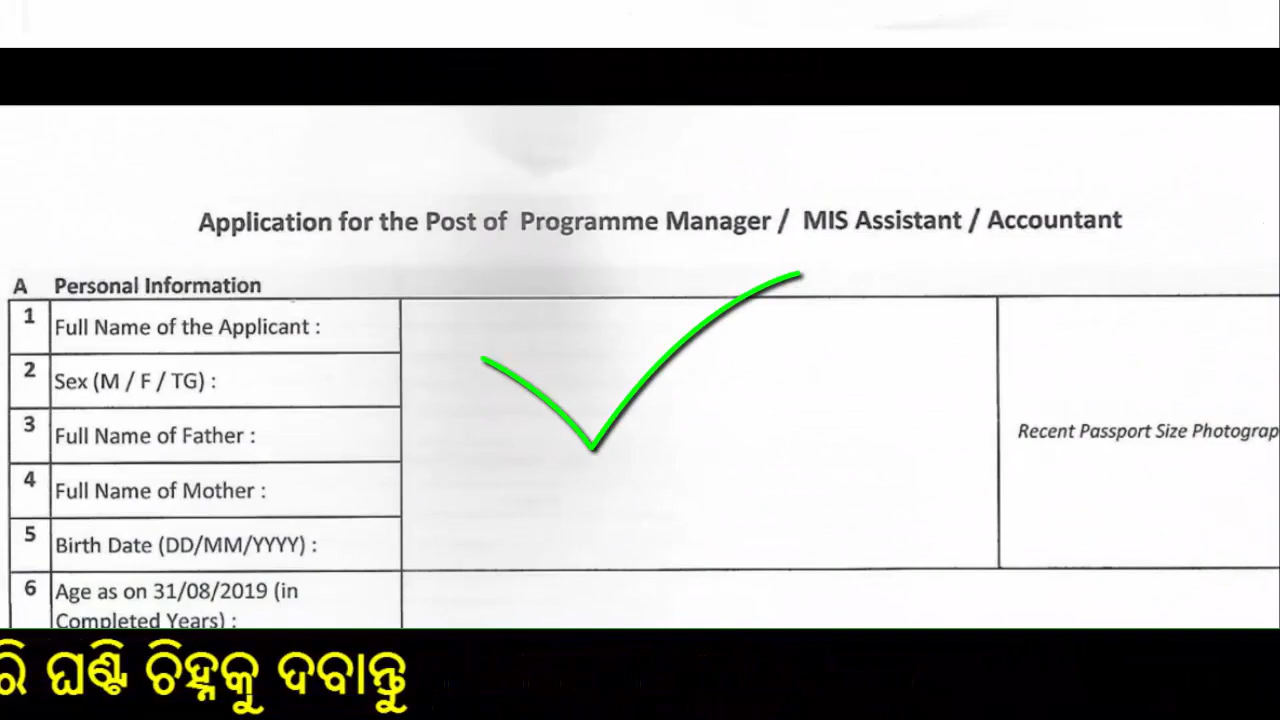 Application for the Post of Programme Manager / MIS Assistant / Accountant
A Personal Information
1 Full Name of the Applicant :
2 Sex (M / F / TG) :
3 Full Name of Father :
4 Full Name of Mother :
5 Birth Date (DD/MM/YYYY) :
Recent Passport Size Photograp
6 Age as on 31/08/2019 (in
Completed Years) :
ରି ଘଣ୍ଟି ଚିହ୍ନକୁ ଦବାନ୍ତୁ